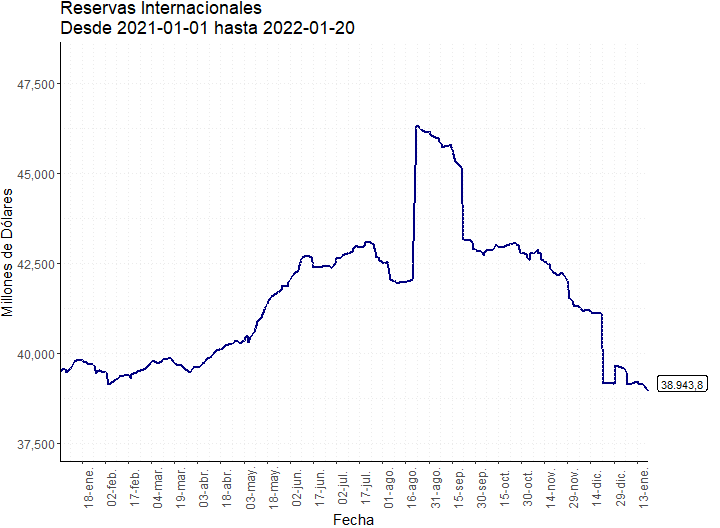 Reservas Internacionales
Desde 2021-01-01 hasta 2022-01-20
Millones de Dólares
47,500
45,000
42,500
40,000
37,500
38.943,8
18-ene.
02-feb.
17-feb.
04-mar.
19-mar.
03-abr.
18-abr.
03-may.
18-may.
02-jun.
17-jun.
02-jul.
17-jul.
01-ago.
16-ago.
31-ago.
15-sep.
30-sep.
15-oct.
30-oct.
14-nov.
29-nov.
14-dic.
29-dic.
13-ene.
Fecha